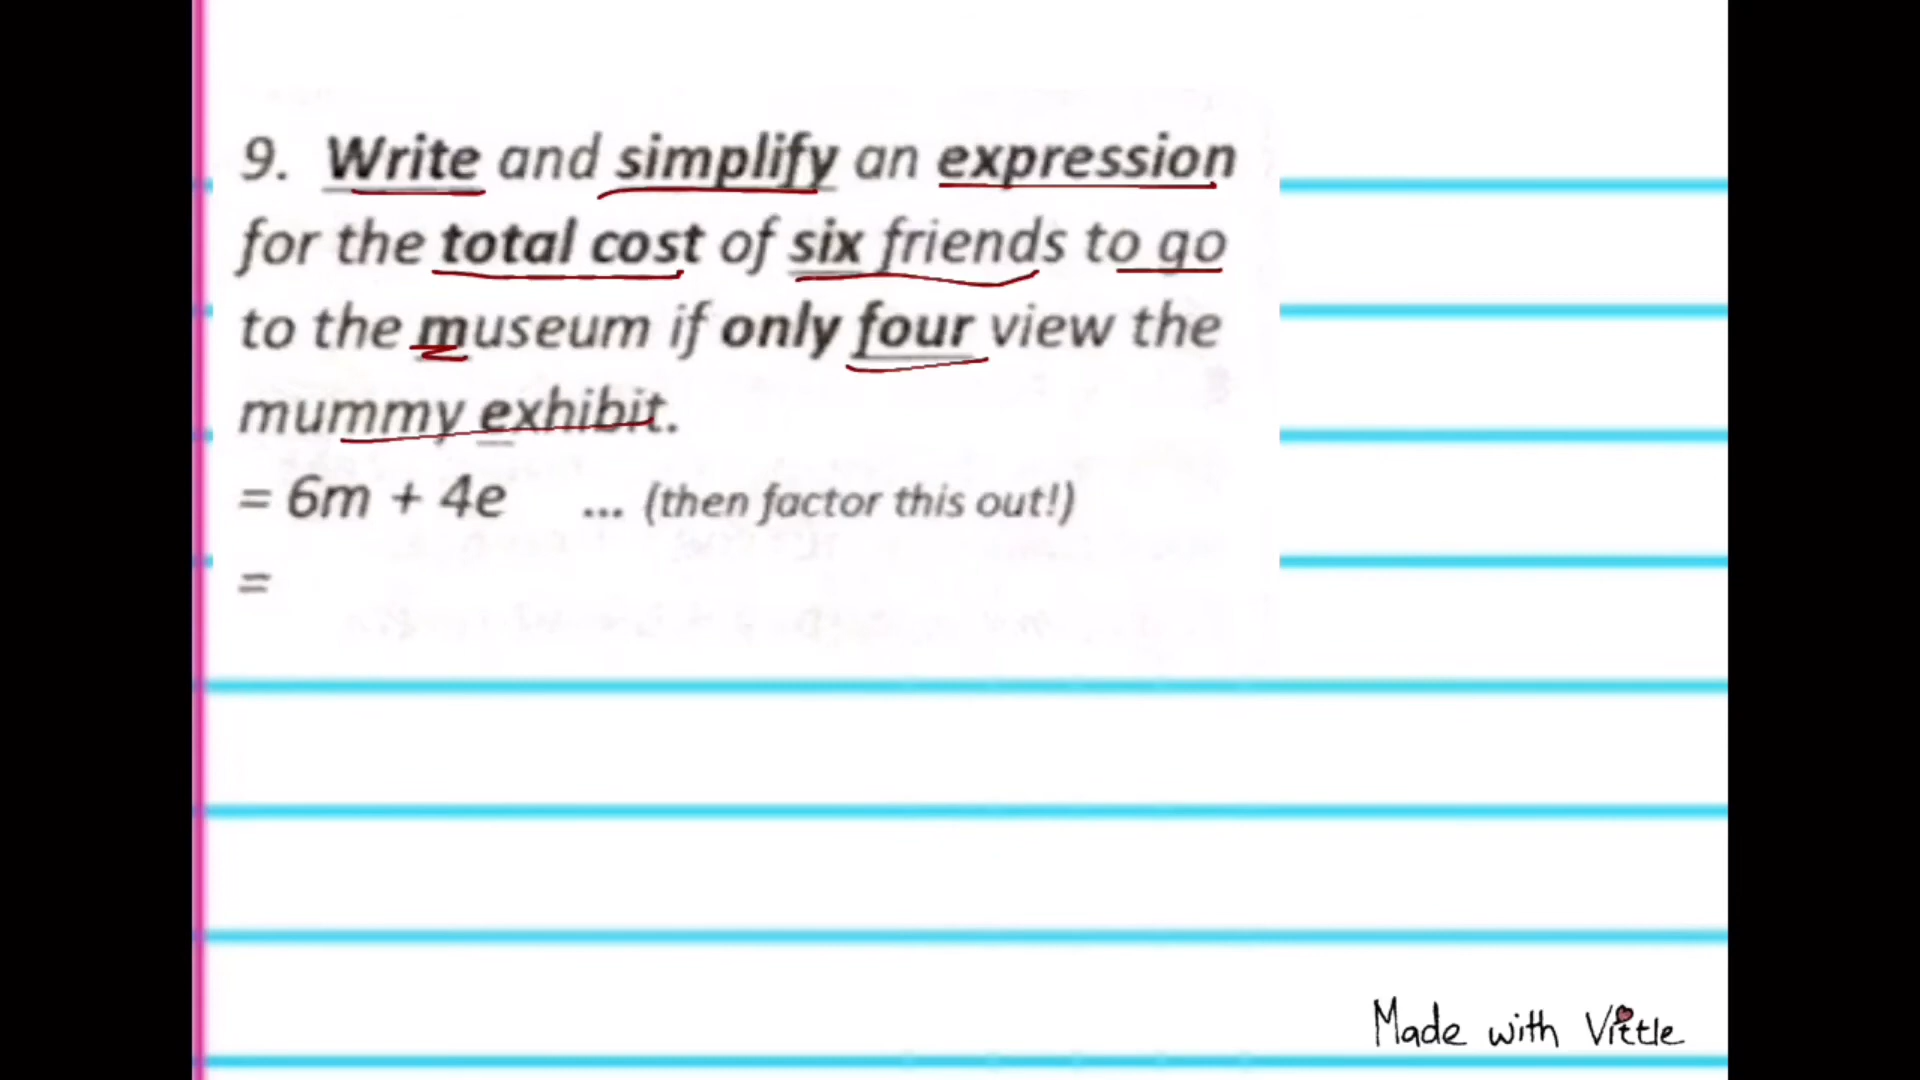 9. Write and simplify an expression
for the total cost of six friends to go
to the museum if only four view the
mummy exhibit.
= 6m + 4e ... (then factor this out!)
=
Made with Vittle